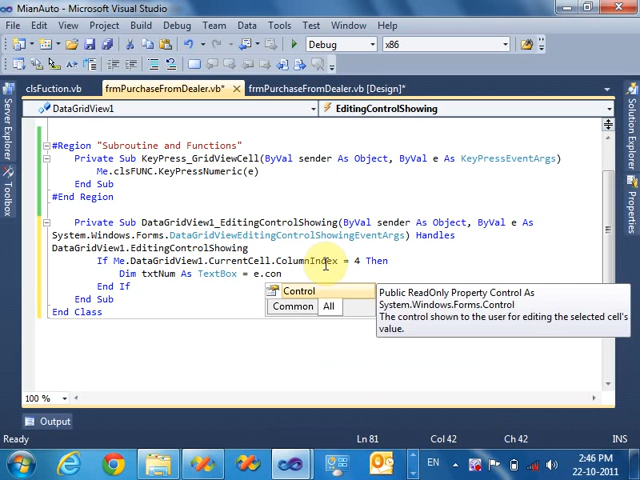 MianAuto - Microsoft Visual Studio
File Edit View Project Build Debug Team Data Tools Test Window Help
Debug x86
clsFuction.vb frmPurchaseFromDealer.vb* frmPurchaseFromDealer.vb [Design]*
DataGridView1 EditingControlShowing
#Region "Subroutine and Functions"
Private Sub KeyPress_GridViewCell(ByVal sender As Object, ByVal e As KeyPressEventArgs)
Me.clsFUNC.KeyPressNumeric(e)
End Sub
#End Region
Private Sub DataGridView1_EditingControlShowing(ByVal sender As Object, ByVal e As
System.Windows.Forms.DataGridViewEditingControlShowingEventArgs) Handles
DataGridView1.EditingControlShowing
If Me.DataGridView1.CurrentCell.ColumnIndex = 4 Then
Dim txtNum As TextBox = e.con
End If
End Sub
End Class
Control
Common All
Public ReadOnly Property Control As
System.Windows.Forms.Control
The control shown to the user for editing the selected cell's
value.
Server Explorer
Toolbox
Solution Explorer
Properties
100 %
Output
Ready Ln 81 Col 42 Ch 42
EN 2:46 PM
22-10-2011